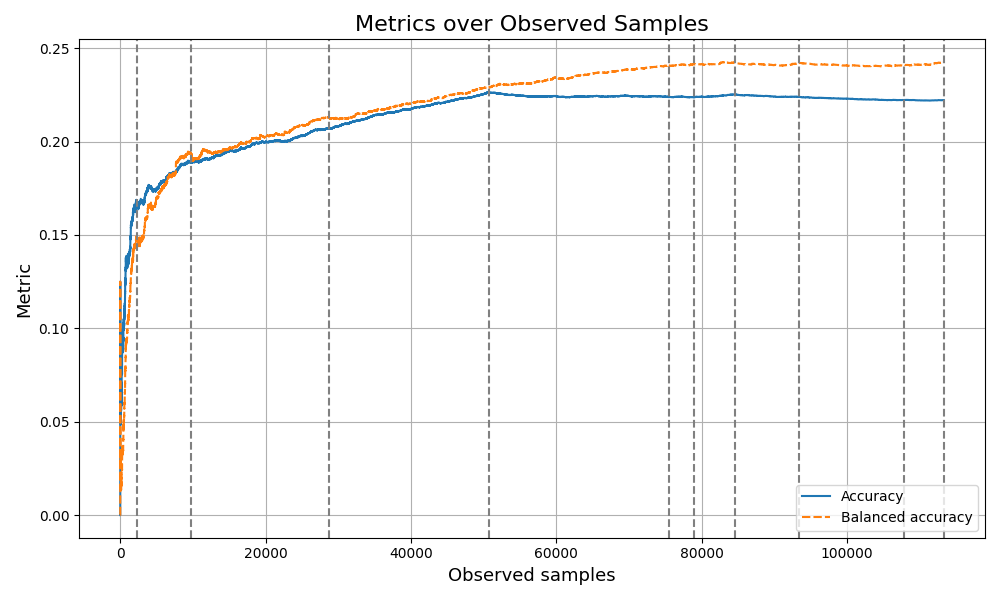 Metrics over Observed Samples
Metric
0.25
0.20
0.15
0.10
0.05
0.00
0
20000
40000
60000
80000
100000
Observed samples
Accuracy
Balanced accuracy